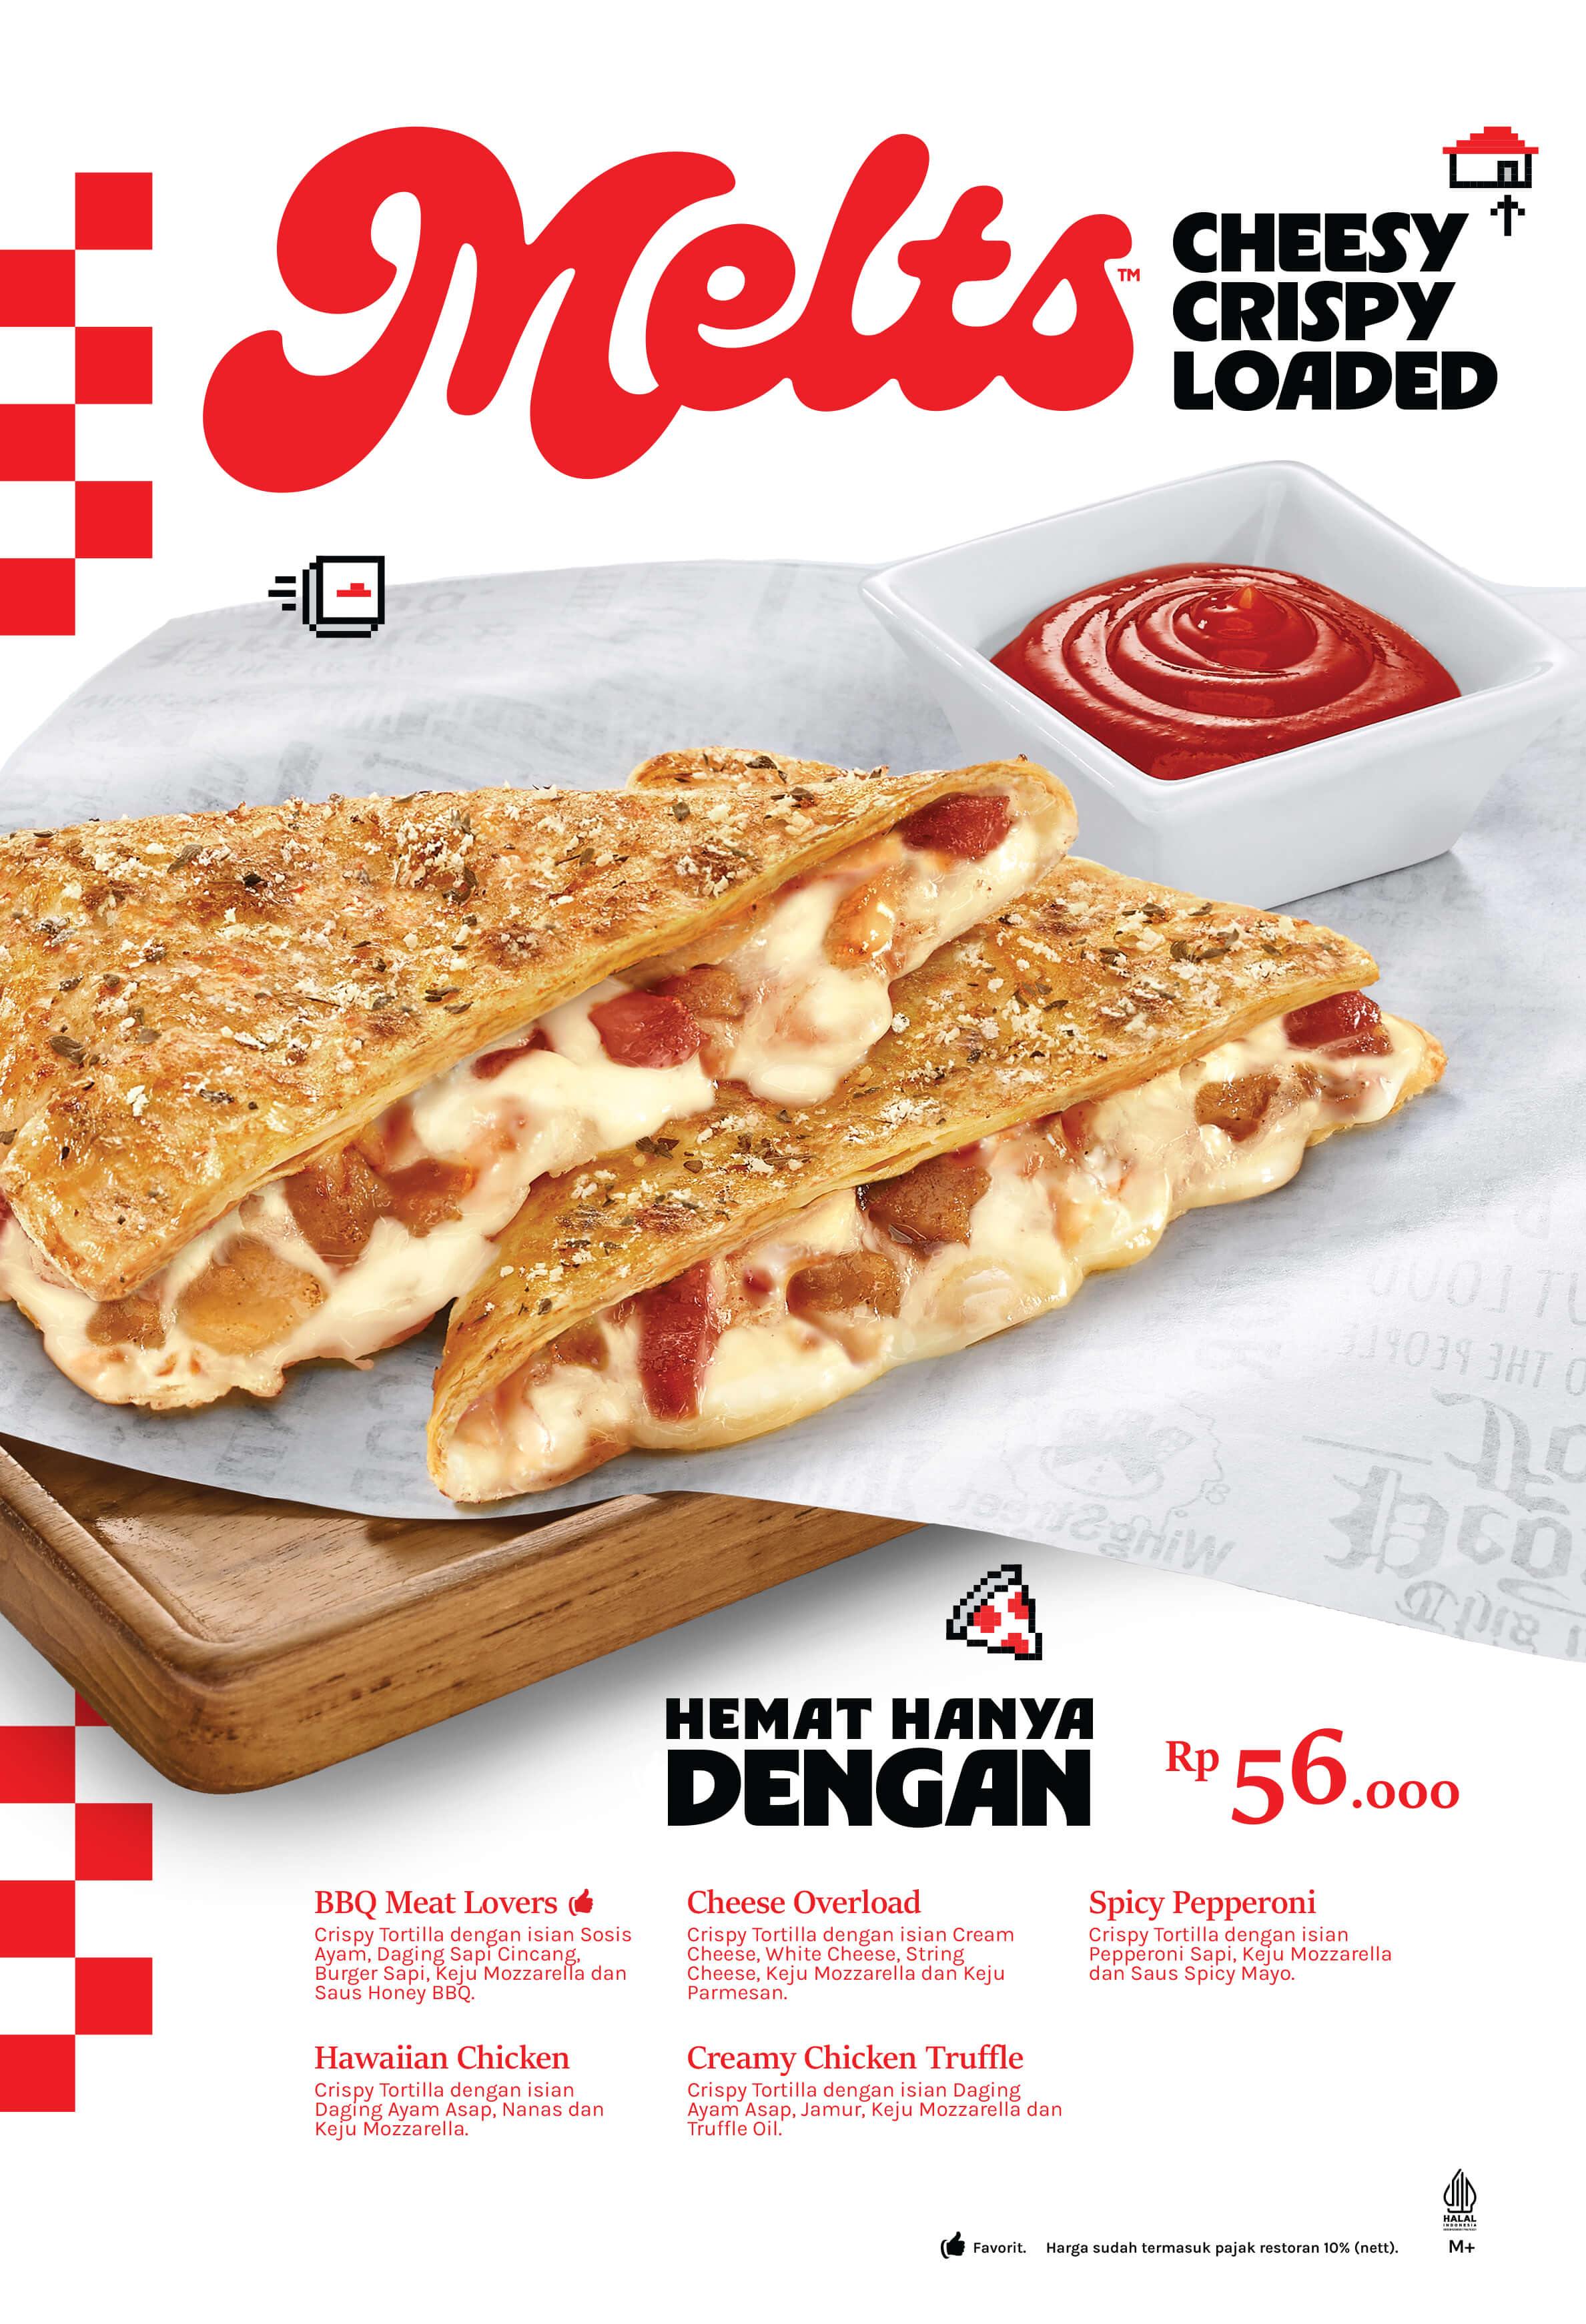 Melts™
CHEESY
CRISPY
LOADED
WingStreet
HEMAT HANYA
DENGAN
Rp 56.000
BBQ Meat Lovers
Crispy Tortilla dengan isian Sosis
Ayam, Daging Sapi Cincang,
Burger Sapi, Keju Mozzarella dan
Saus Honey BBQ.
Cheese Overload
Crispy Tortilla dengan isian Cream
Cheese, White Cheese, String
Cheese, Keju Mozzarella dan Keju
Parmesan.
Spicy Pepperoni
Crispy Tortilla dengan isian
Pepperoni Sapi, Keju Mozzarella
dan Saus Spicy Mayo.
Hawaiian Chicken
Crispy Tortilla dengan isian
Daging Ayam Asap, Nanas dan
Keju Mozzarella.
Creamy Chicken Truffle
Crispy Tortilla dengan isian Daging
Ayam Asap, Jamur, Keju Mozzarella dan
Truffle Oil.
HALAL
INDONESIA
Favorit. Harga sudah termasuk pajak restoran 10% (nett). M+